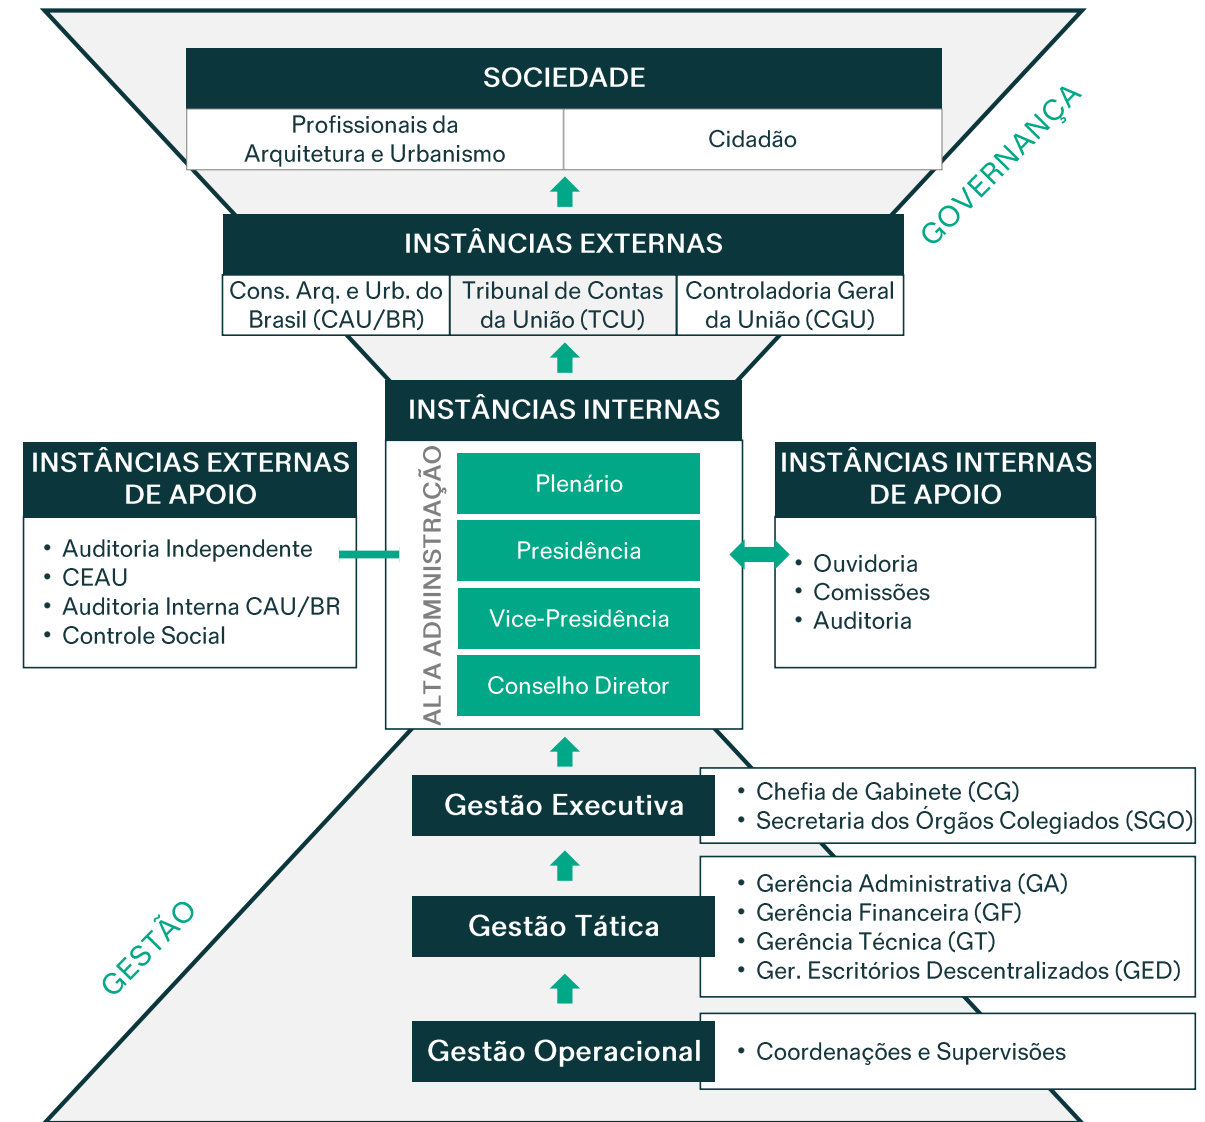 SOCIEDADE
Profissionais da
Arquitetura e Urbanismo
Cidadão
GOVERNANÇA
INSTÂNCIAS EXTERNAS
Cons. Arq. e Urb. do
Brasil (CAU/BR)
Tribunal de Contas
da União (TCU)
Controladoria Geral
da União (CGU)
INSTÂNCIAS INTERNAS
INSTÂNCIAS EXTERNAS
DE APOIO
• Auditoria Independente
• CEAU
• Auditoria Interna CAU/BR
• Controle Social
ALTA ADMINISTRAÇÃO
Plenário
Presidência
Vice-Presidência
Conselho Diretor
INSTÂNCIAS INTERNAS
DE APOIO
• Ouvidoria
• Comissões
• Auditoria
GESTÃO
Gestão Executiva
• Chefia de Gabinete (CG)
• Secretaria dos Órgãos Colegiados (SGO)
Gestão Tática
• Gerência Administrativa (GA)
• Gerência Financeira (GF)
• Gerência Técnica (GT)
• Ger. Escritórios Descentralizados (GED)
Gestão Operacional
• Coordenações e Supervisões